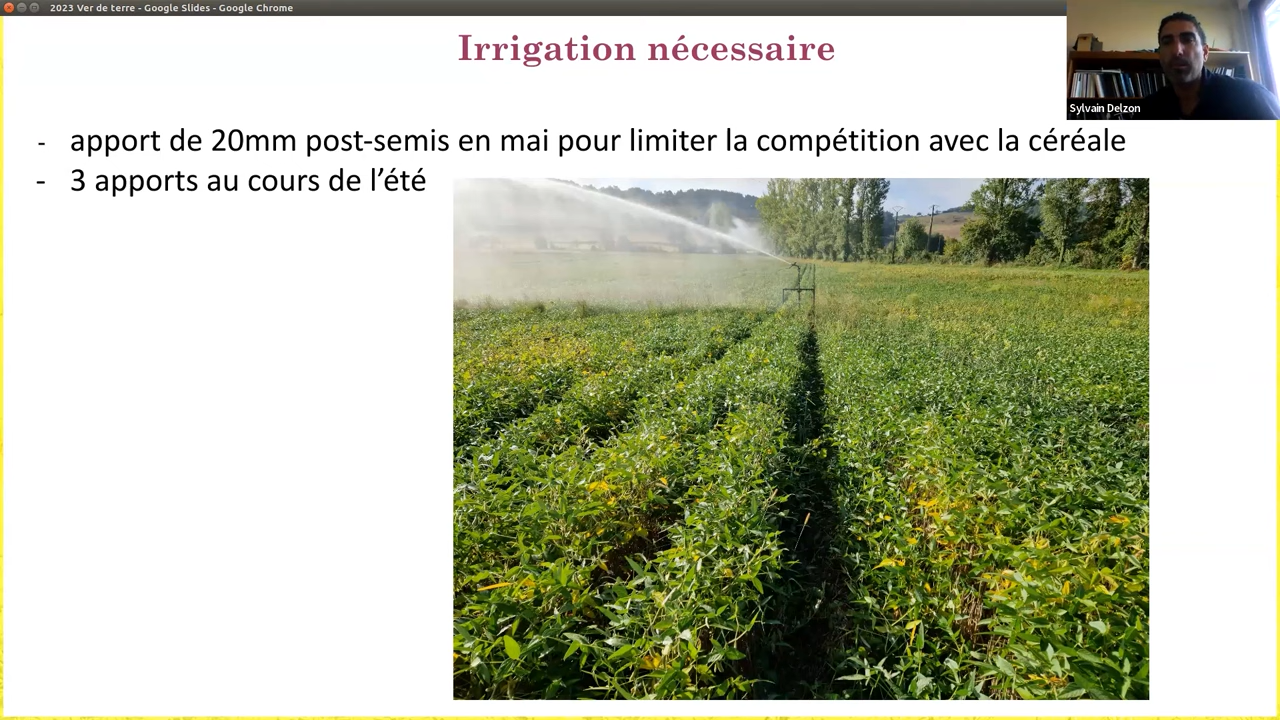 2023 Ver de terre - Google Slides - Google Chrome
Irrigation nécessaire
Sylvain Delzon
- apport de 20mm post-semis en mai pour limiter la compétition avec la céréale
- 3 apports au cours de l’été